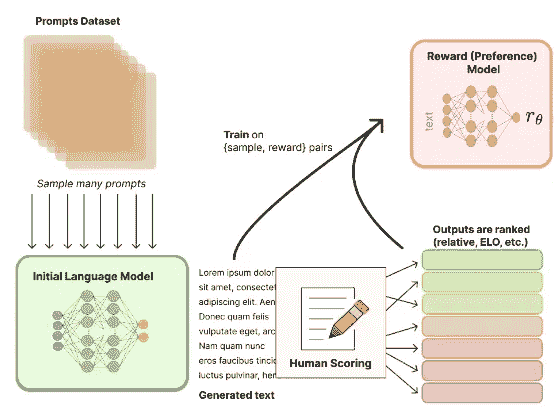 Prompts Dataset
Sample many prompts
Initial Language Model
Train on
{sample, reward} pairs
Lorem ipsum dolor
sit amet, consectet
adipiscing elit. Aen
Donec quam felis
vulputate eget, arc
Nam quam nunc
eros faucibus tincid
luctus pulvinar, hen
Generated text
Human Scoring
Reward (Preference)
Model
text
rθ
Outputs are ranked
(relative, ELO, etc.)